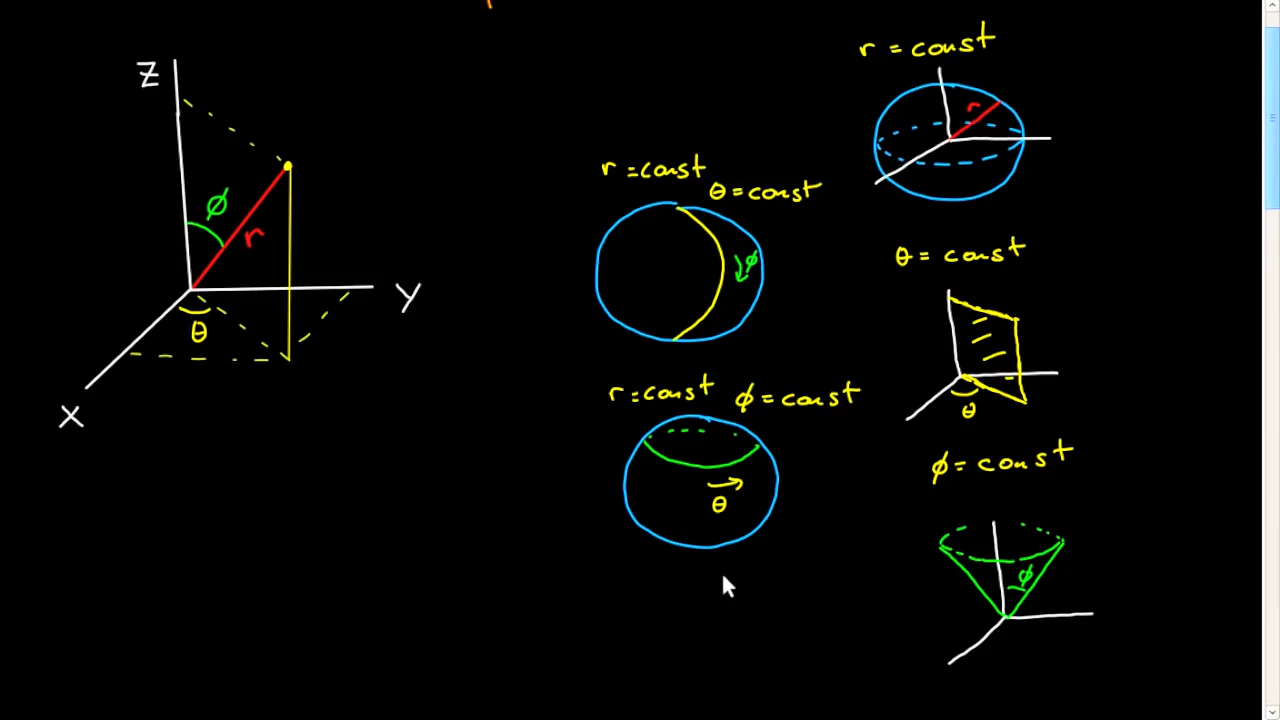 Z
ϕ
r
θ
X
Y
r = const
θ = const
ϕ
r = const ϕ = const
θ
r = const
r
θ = const
θ
ϕ = const
ϕ